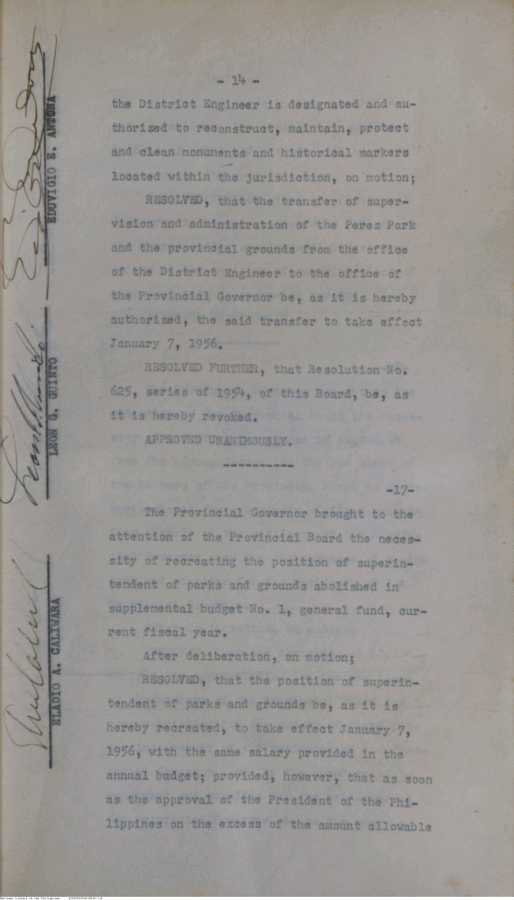 - 14 -
the District Engineer is designated and au-
thorized to reconstruct, maintain, protect
and clean monuments and historical markers
located within the jurisdiction, on motion;
RESOLVED, that the transfer of super-
vision and administration of the Perez Park
and the provincial grounds from the office
of the District Engineer to the office of
the Provincial Governor be, as it is hereby
authorized, the said transfer to take effect
January 7, 1956.
RESOLVED FURTHER, that Resolution No.
625, series of 1954, of this Board, be, as
it is hereby revoked.
APPROVED UNANIMOUSLY.
----------
-17-
The Provincial Governor brought to the
attention of the Provincial Board the neces-
sity of recreating the position of superin-
tendent of parks and grounds abolished in
supplemental budget No. 1, general fund, cur-
rent fiscal year.
After deliberation, on motion;
RESOLVED, that the position of superin-
tendent of parks and grounds be, as it is
hereby recreated, to take effect January 7,
1956, with the same salary provided in the
annual budget; provided, however, that as soon
as the approval of the President of the Phi-
lippines on the excess of the amount allowable
EDUVIGIO E. ANTONA
LEON G. GUINTO
ELADIO A. CALIWARA